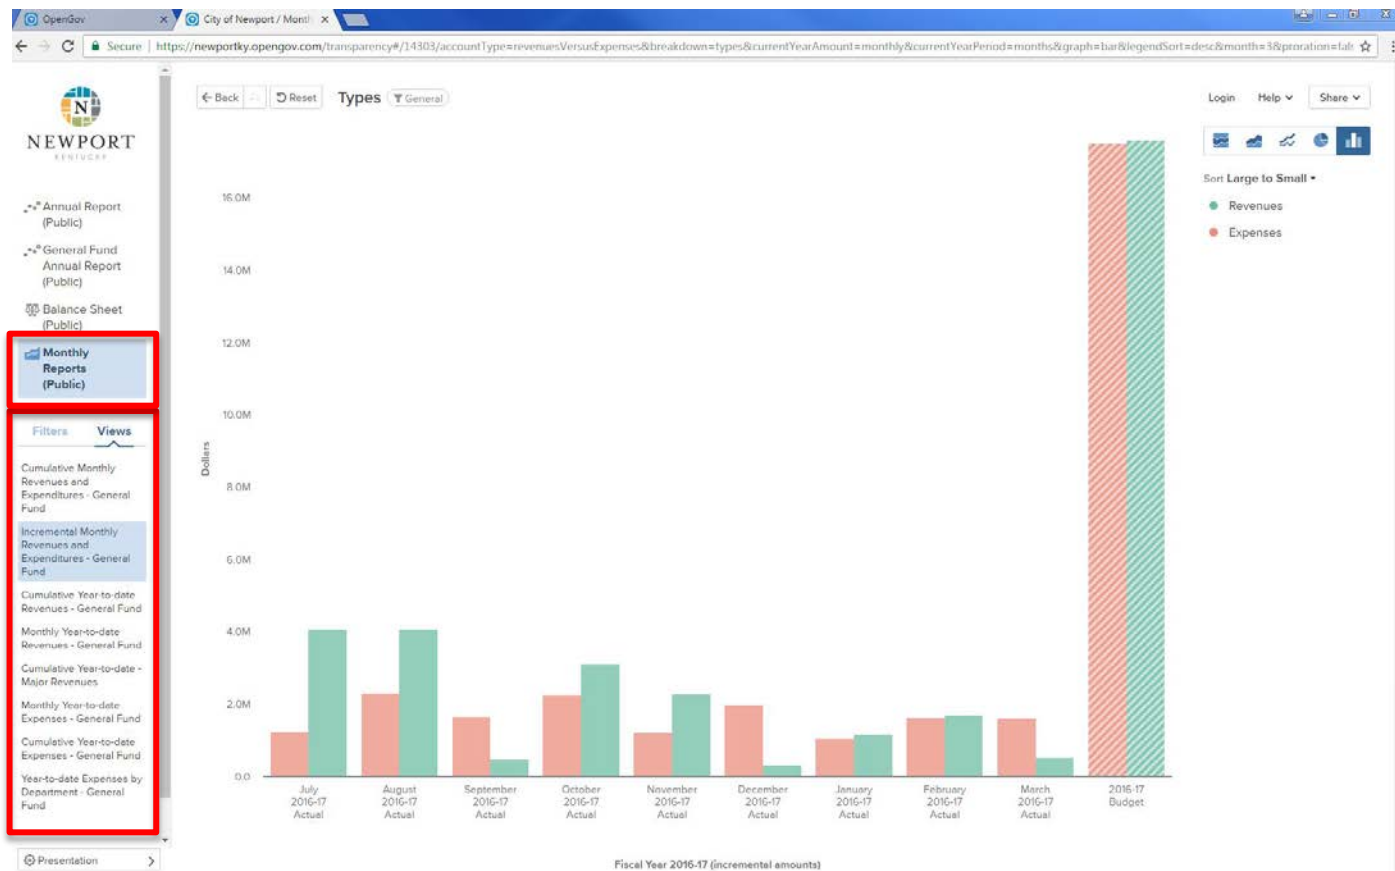 OpenGov
City of Newport / Month
Secure | https://newportky.opengov.com/transparency#/14303/accountType=revenuesVersusExpenses&breakdown=types&currentYearAmount=monthly&currentYearPeriod=months&graph=bar&legendSort=desc&month=3&proration=fals
N
NEWPORT
KENTUCKY
Back
Reset
Types
General
Login
Help
Share
Sort Large to Small
Revenues
Expenses
Annual Report
(Public)
General Fund
Annual Report
(Public)
Balance Sheet
(Public)
Monthly
Reports
(Public)
Filters
Views
Cumulative Monthly
Revenues and
Expenditures - General
Fund
Incremental Monthly
Revenues and
Expenditures - General
Fund
Cumulative Year-to-date
Revenues - General Fund
Monthly Year-to-date
Revenues - General Fund
Cumulative Year-to-date -
Major Revenues
Monthly Year-to-date
Expenses - General Fund
Cumulative Year-to-date
Expenses - General Fund
Year-to-date Expenses by
Department - General
Fund
Presentation
Dollars
16.0M
14.0M
12.0M
10.0M
8.0M
6.0M
4.0M
2.0M
0.0
July
2016-17
Actual
August
2016-17
Actual
September
2016-17
Actual
October
2016-17
Actual
November
2016-17
Actual
December
2016-17
Actual
January
2016-17
Actual
February
2016-17
Actual
March
2016-17
Actual
2016-17
Budget
Fiscal Year 2016-17 (incremental amounts)